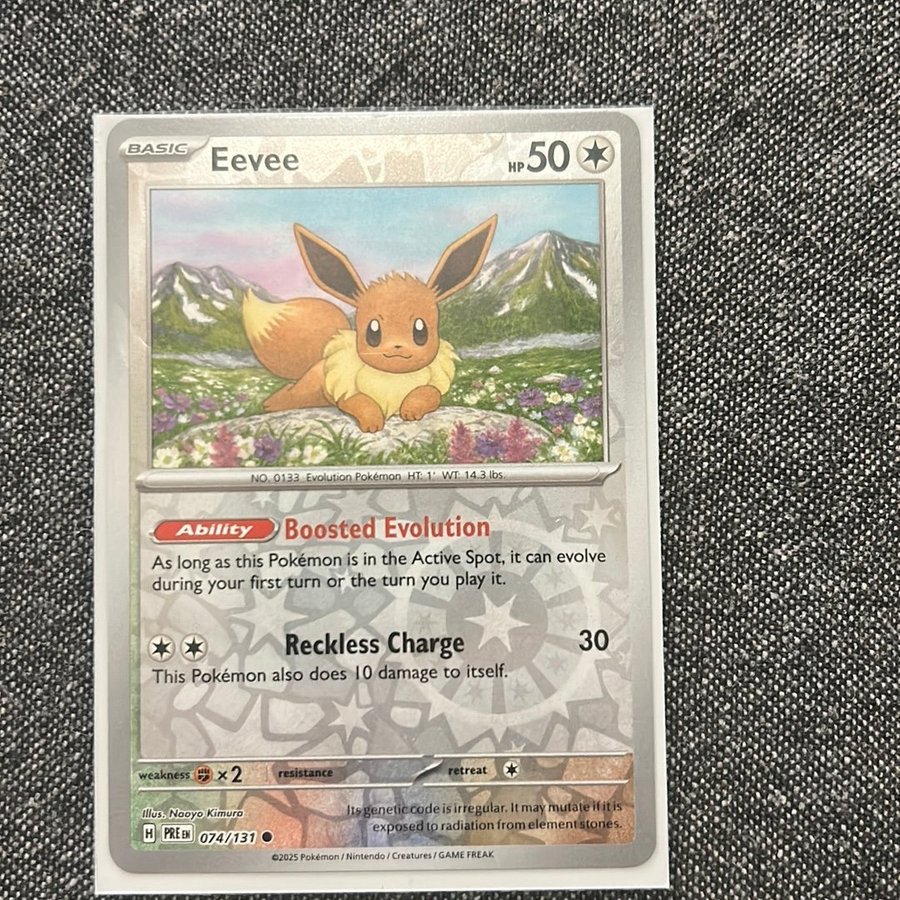 BASIC Eevee HP 50
NO. 0133 Evolution Pokémon HT: 1' WT: 14.3 lbs.
Ability Boosted Evolution
As long as this Pokémon is in the Active Spot, it can evolve
during your first turn or the turn you play it.
Reckless Charge 30
This Pokémon also does 10 damage to itself.
weakness ×2 resistance retreat
Illus. Naoyo Kimura
Its genetic code is irregular. It may mutate if it is
exposed to radiation from element stones.
H PRE EN 074/131
©2025 Pokémon / Nintendo / Creatures / GAME FREAK